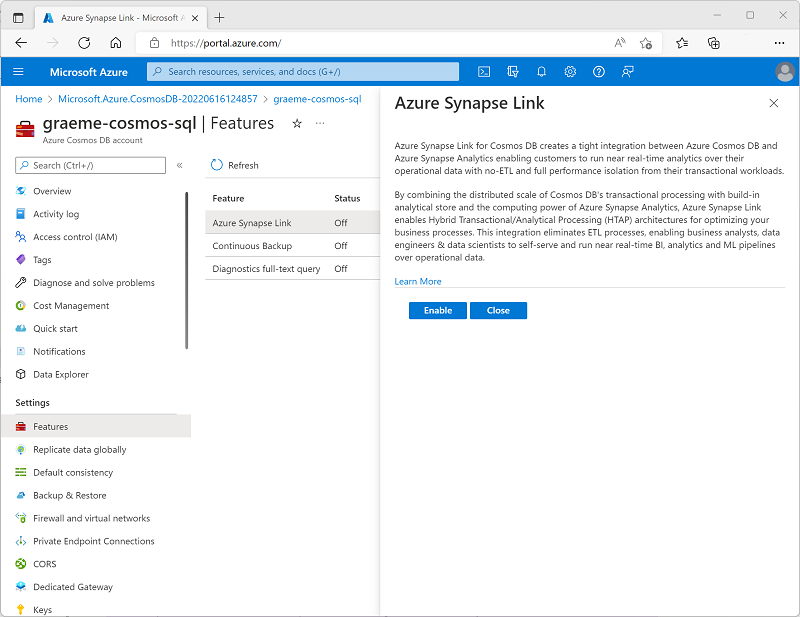 Azure Synapse Link - Microsoft A
https://portal.azure.com/
Microsoft Azure
Search resources, services, and docs (G+/)
Home > Microsoft.Azure.CosmosDB-20220616124857 > graeme-cosmos-sql
graeme-cosmos-sql | Features
Azure Cosmos DB account
Search (Ctrl+/)
Overview
Activity log
Access control (IAM)
Tags
Diagnose and solve problems
Cost Management
Quick start
Notifications
Data Explorer
Settings
Features
Replicate data globally
Default consistency
Backup & Restore
Firewall and virtual networks
Private Endpoint Connections
CORS
Dedicated Gateway
Keys
Refresh
Feature Status
Azure Synapse Link Off
Continuous Backup Off
Diagnostics full-text query Off
Azure Synapse Link
Azure Synapse Link for Cosmos DB creates a tight integration between Azure Cosmos DB and
Azure Synapse Analytics enabling customers to run near real-time analytics over their
operational data with no-ETL and full performance isolation from their transactional workloads.
By combining the distributed scale of Cosmos DB's transactional processing with build-in
analytical store and the computing power of Azure Synapse Analytics, Azure Synapse Link
enables Hybrid Transactional/Analytical Processing (HTAP) architectures for optimizing your
business processes. This integration eliminates ETL processes, enabling business analysts, data
engineers & data scientists to self-serve and run near real-time BI, analytics and ML pipelines
over operational data.
Learn More
Enable Close